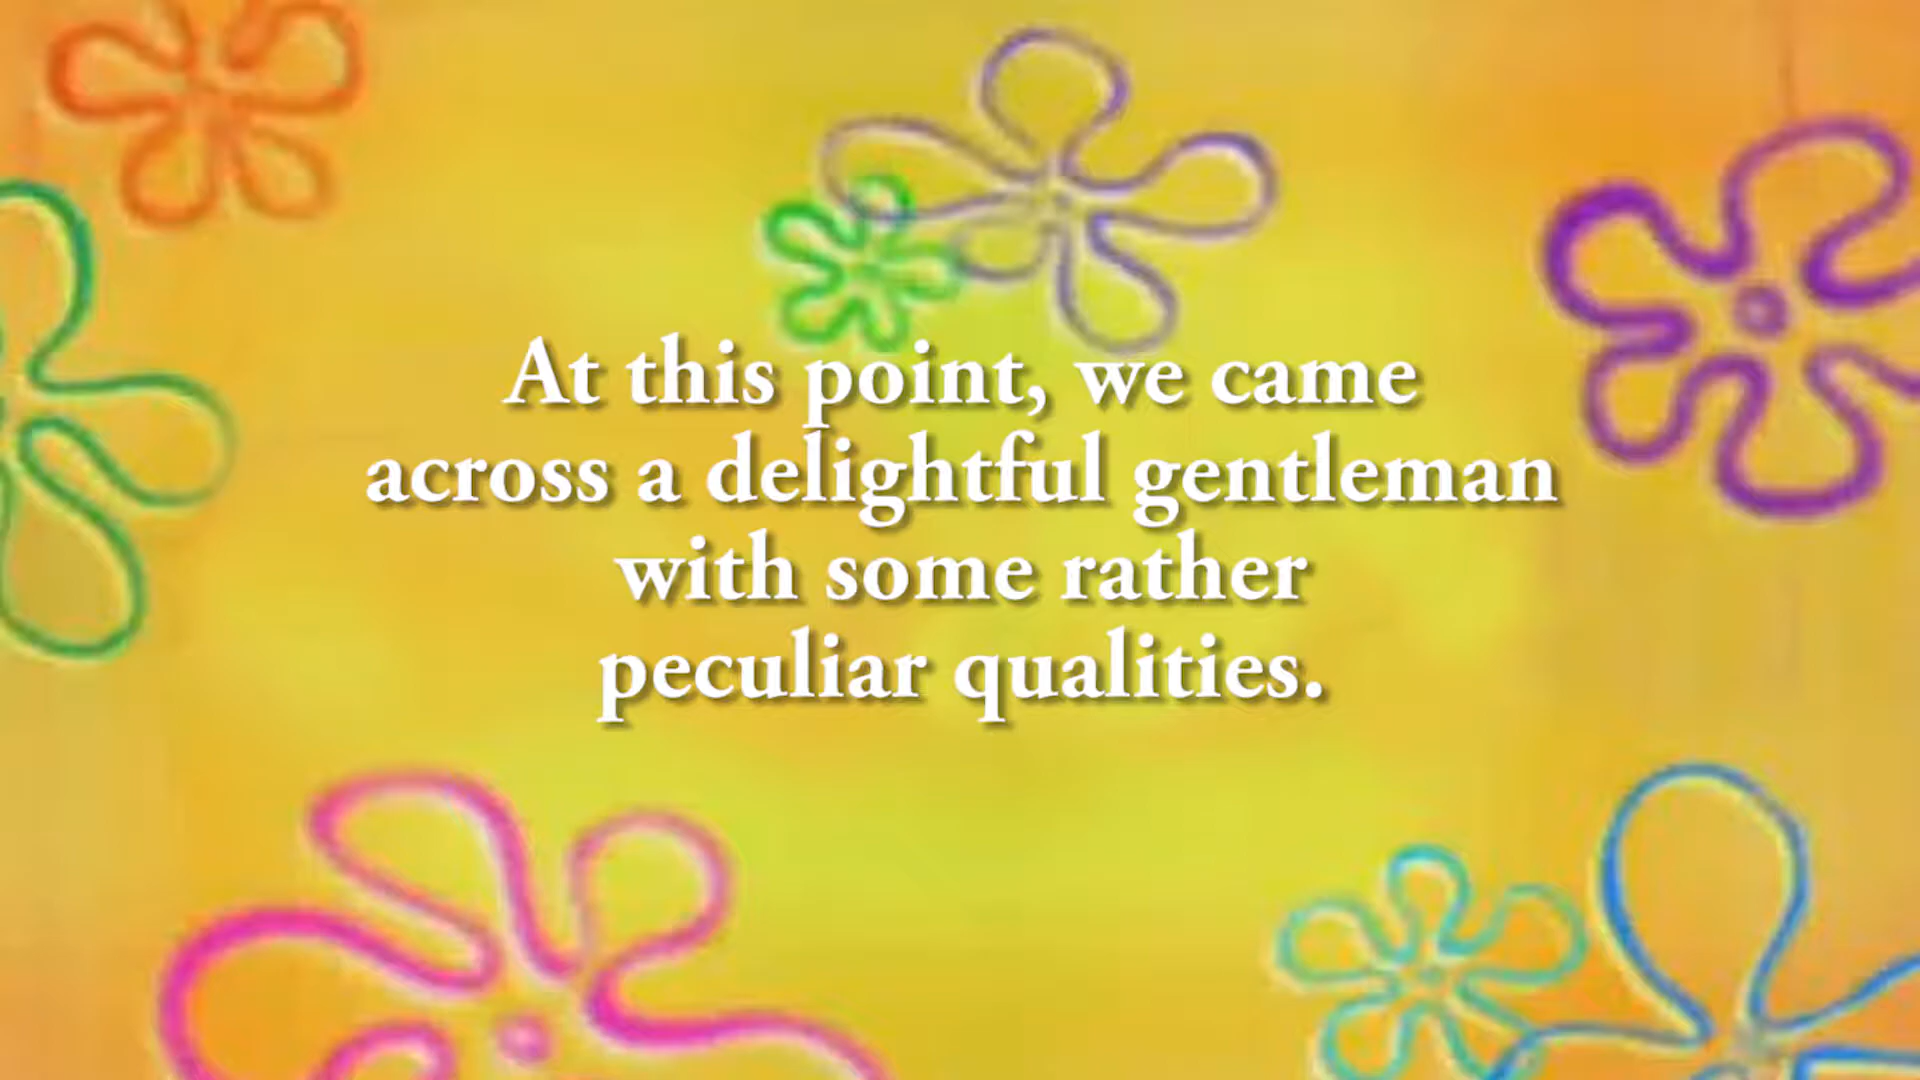 At this point, we came
across a delightful gentleman
with some rather
peculiar qualities.